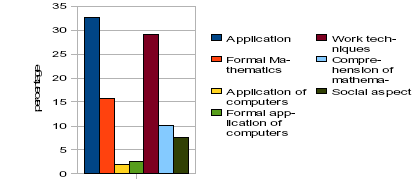 35
30
25
20
15
10
5
0
percentage
Application
Formal Ma-
thematics
Application of
computers
Formal app-
lication of
computers
Work tech-
niques
Compre-
hension of
mathema-
Social aspect